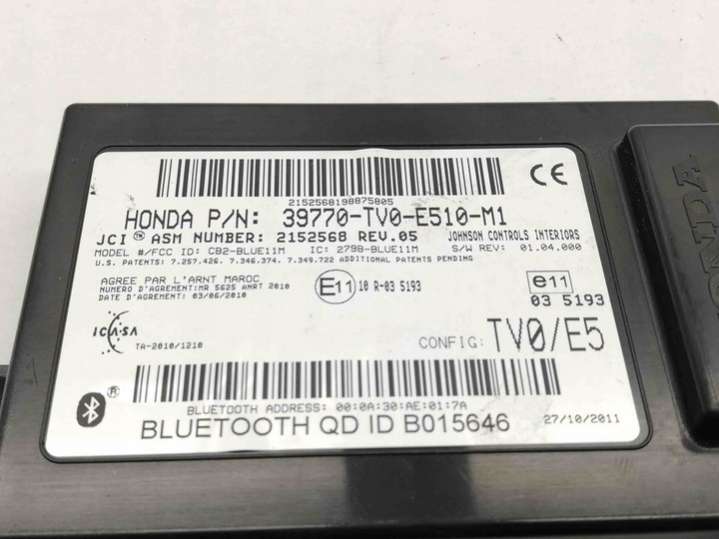 2152568198875805
CE
HONDA P/N: 39770-TV0-E510-M1
JCI TM ASM NUMBER: 2152568 REV.05 JOHNSON CONTROLS INTERIORS
MODEL #/FCC ID: CB2-BLUE11M IC: 279B-BLUE11M S/W REV: 01.04.000
U.S. PATENTS: 7.257.426. 7.346.374. 7.349.722 ADDITIONAL PATENTS PENDING
AGREE PAR L'ARNT MAROC
NUMERO D'AGREMENT:MR 5625 ANRT 2010
DATE D'AGREMENT: 03/06/2010
E11 10 R-03 5193
e11
03 5193
ICASA
TA-2010/1210
CONFIG: TV0/E5
®
BLUETOOTH ADDRESS: 00:0A:30:AE:01:7A
BLUETOOTH QD ID B015646
27/10/2011
HONDA